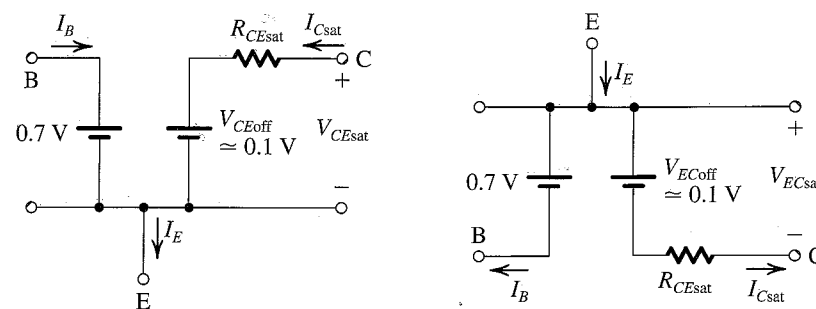 I_B
R_CEsat
I_Csat
B
C
+
0.7 V
V_CEoff
≃ 0.1 V
V_CEsat
−
I_E
E
E
I_E
+
0.7 V
V_ECoff
≃ 0.1 V
V_ECsa
B
−
I_B
R_CEsat
I_Csat